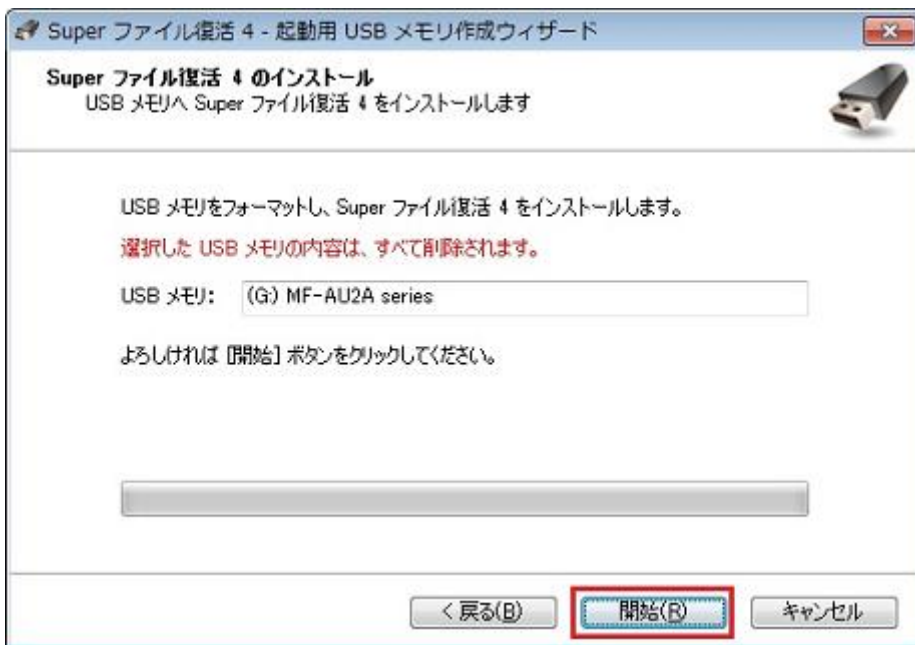 Super ファイル復活 4 - 起動用 USB メモリ作成ウィザード
Super ファイル復活 4 のインストール
USB メモリへ Super ファイル復活 4 をインストールします
USB メモリをフォーマットし、Super ファイル復活 4 をインストールします。
選択した USB メモリの内容は、すべて削除されます。
USB メモリ: (G:) MF-AU2A series
よろしければ [開始] ボタンをクリックしてください。
< 戻る(B) 開始(R) キャンセル